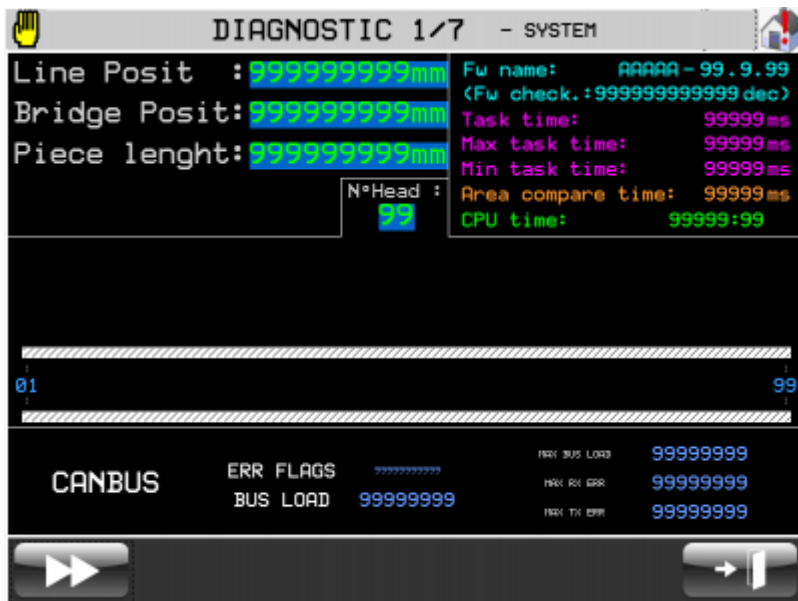 DIAGNOSTIC 1/7 - SYSTEM
Line Posit :999999999mm
Bridge Posit:999999999mm
Piece lenght:999999999mm
N°Head :
99
Fw name: AAAAA-99.9.99
(Fw check.:999999999999 dec)
Task time: 99999ms
Max task time: 99999ms
Min task time: 99999ms
Area compare time: 99999ms
CPU time: 99999:99
01 99
CANBUS
ERR FLAGS 99999999999
BUS LOAD 99999999
MAX BUS LOAD 99999999
MAX RX ERR 99999999
MAX TX ERR 99999999